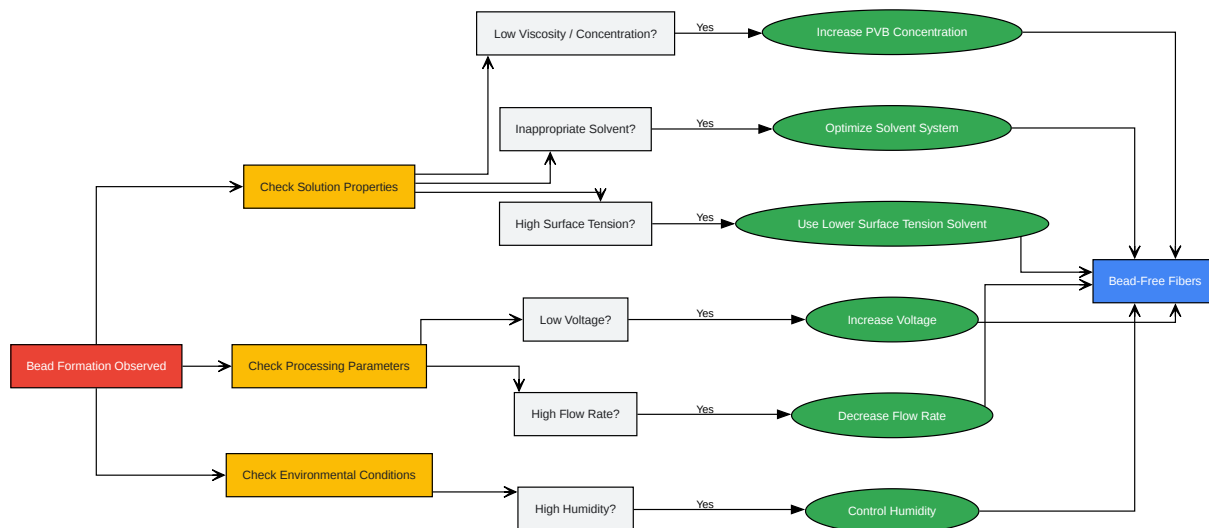 Low Viscosity / Concentration?
Yes
Increase PVB Concentration
Inappropriate Solvent?
Yes
Optimize Solvent System
Check Solution Properties
High Surface Tension?
Yes
Use Lower Surface Tension Solvent
Bead-Free Fibers
Low Voltage?
Yes
Increase Voltage
Bead Formation Observed
Check Processing Parameters
High Flow Rate?
Yes
Decrease Flow Rate
Check Environmental Conditions
High Humidity?
Yes
Control Humidity